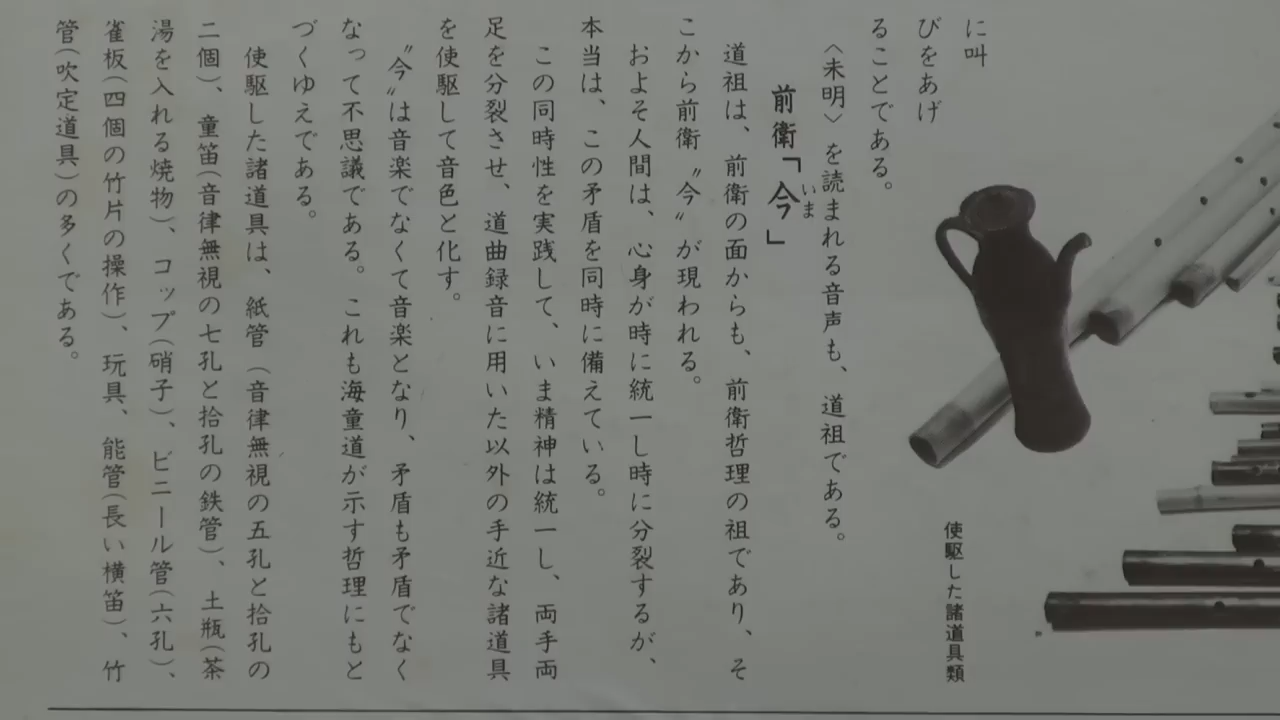 に叫
びをあげ
ることである。
〈未明〉を読まれる音声も、道祖である。
前衛「今」
いま
道祖は、前衛の面からも、前衛哲理の祖であり、そ
こから前衛〝今〟が現われる。
およそ人間は、心身が時に統一し時に分裂するが、
本当は、この矛盾を同時に備えている。
この同時性を実践して、いま精神は統一し、両手両
足を分裂させ、道曲録音に用いた以外の手近な諸道具
を使駆して音色と化す。
〝今〟は音楽でなくて音楽となり、矛盾も矛盾でなく
なって不思議である。これも海童道が示す哲理にもと
づくゆえである。
使駆した諸道具は、紙管（音律無視の五孔と拾孔の
二個）、童笛（音律無視の七孔と拾孔の鉄管）、土瓶（茶
湯を入れる焼物）、コップ（硝子）、ビニール管（六孔）、
雀板（四個の竹片の操作）、玩具、能管（長い横笛）、竹
管（吹定道具）の多くである。
使駆した諸道具類